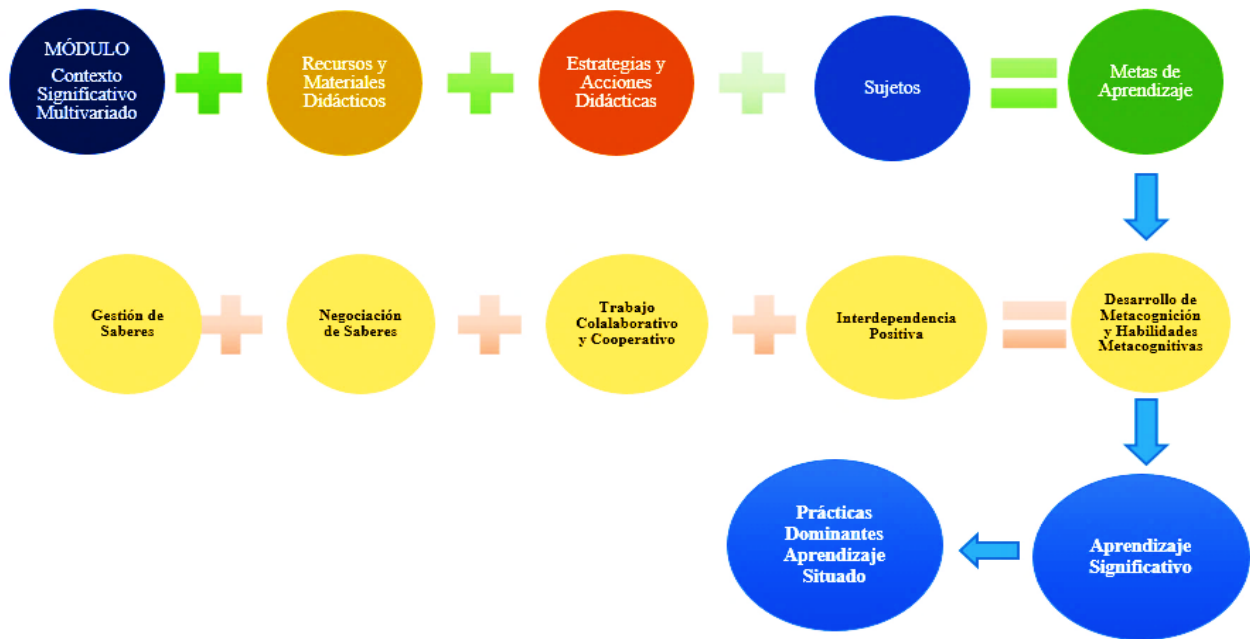 MÓDULO
Contexto
Significativo
Multivariado
Recursos y
Materiales
Didácticos
Estrategias y
Acciones
Didácticas
Sujetos
Metas de
Aprendizaje
Gestión de
Saberes
Negociación
de Saberes
Trabajo
Colalaborativo
y Cooperativo
Interdependencia
Positiva
Desarrollo de
Metacognición
y Habilidades
Metacognitivas
Prácticas
Dominantes
Aprendizaje
Situado
Aprendizaje
Significativo